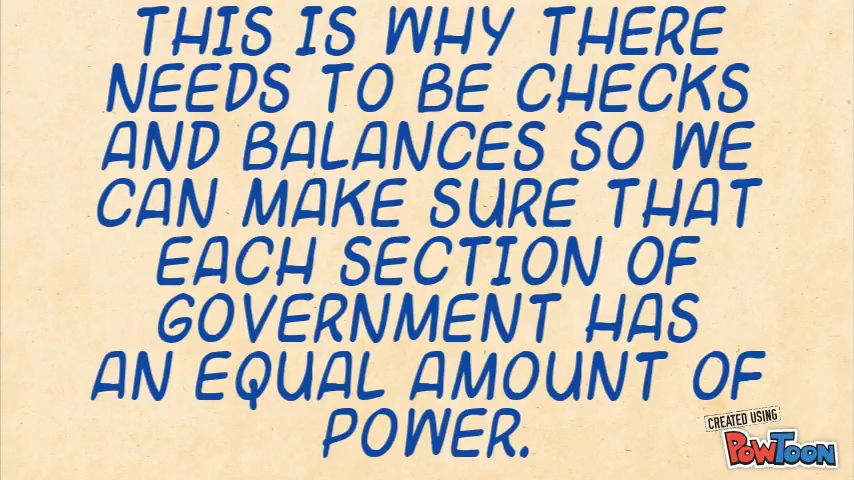 THIS IS WHY THERE
NEEDS TO BE CHECKS
AND BALANCES SO WE
CAN MAKE SURE THAT
EACH SECTION OF
GOVERNMENT HAS
AN EQUAL AMOUNT OF
POWER.
CREATED USING
POWTOON